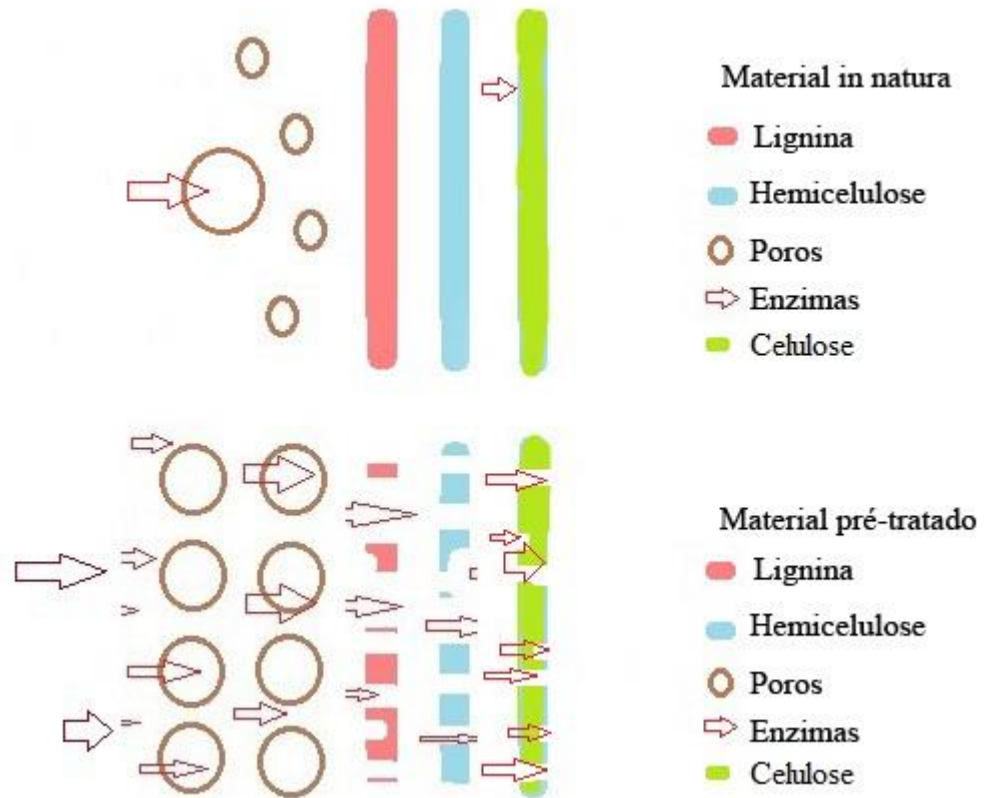 Material in natura
Lignina
Hemicelulose
Poros
Enzimas
Celulose
Material pré-tratado
Lignina
Hemicelulose
Poros
Enzimas
Celulose